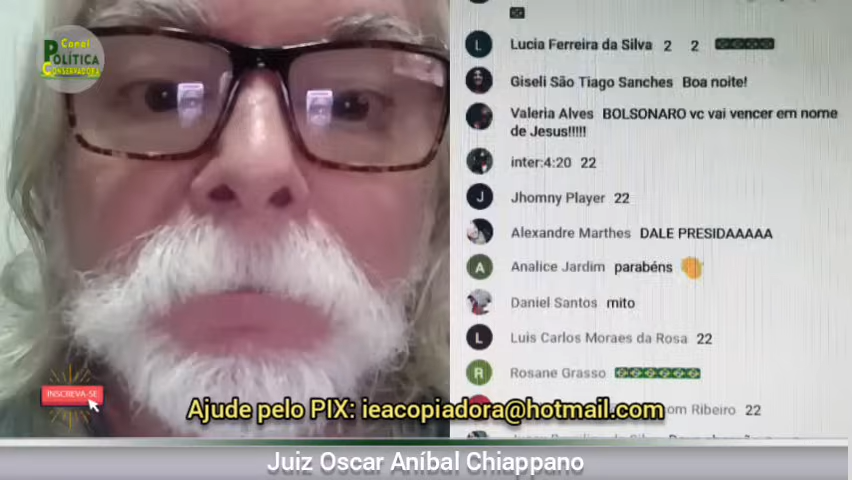 Canal
POLÍTICA
CONSERVADORA
Lucia Ferreira da Silva 2 2
Giseli São Tiago Sanches Boa noite!
Valeria Alves BOLSONARO vc vai vencer em nome
de Jesus!!!!!
inter:4:20 22
J Jhomny Player 22
Alexandre Marthes DALE PRESIDAAAAA
A Analice Jardim parabéns
Daniel Santos mito
L Luis Carlos Moraes da Rosa 22
R Rosane Grasso
om Ribeiro 22
INSCREVA-SE
Ajude pelo PIX: ieacopiadora@hotmail.com
Juiz Oscar Aníbal Chiappano